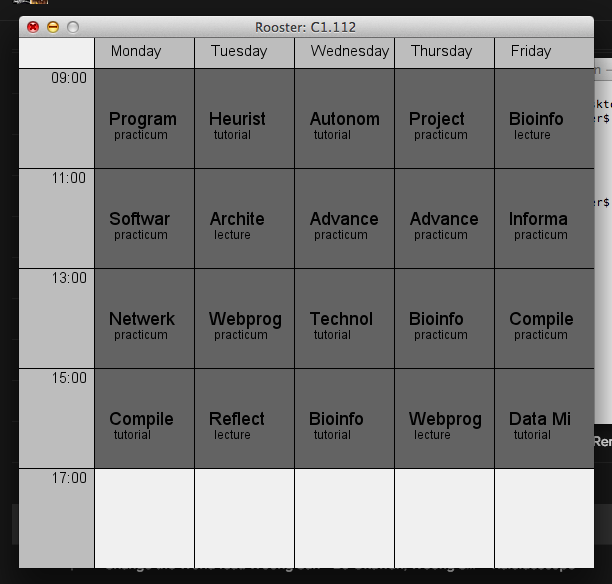 Rooster: C1.112
Monday Tuesday Wednesday Thursday Friday
09:00
Program Heurist Autonom Project Bioinfo
practicum tutorial tutorial practicum lecture
11:00
Softwar Archite Advance Advance Informa
practicum lecture practicum practicum practicum
13:00
Netwerk Webprog Technol Bioinfo Compile
practicum practicum tutorial practicum practicum
15:00
Compile Reflect Bioinfo Webprog Data Mi
tutorial lecture tutorial lecture tutorial
17:00